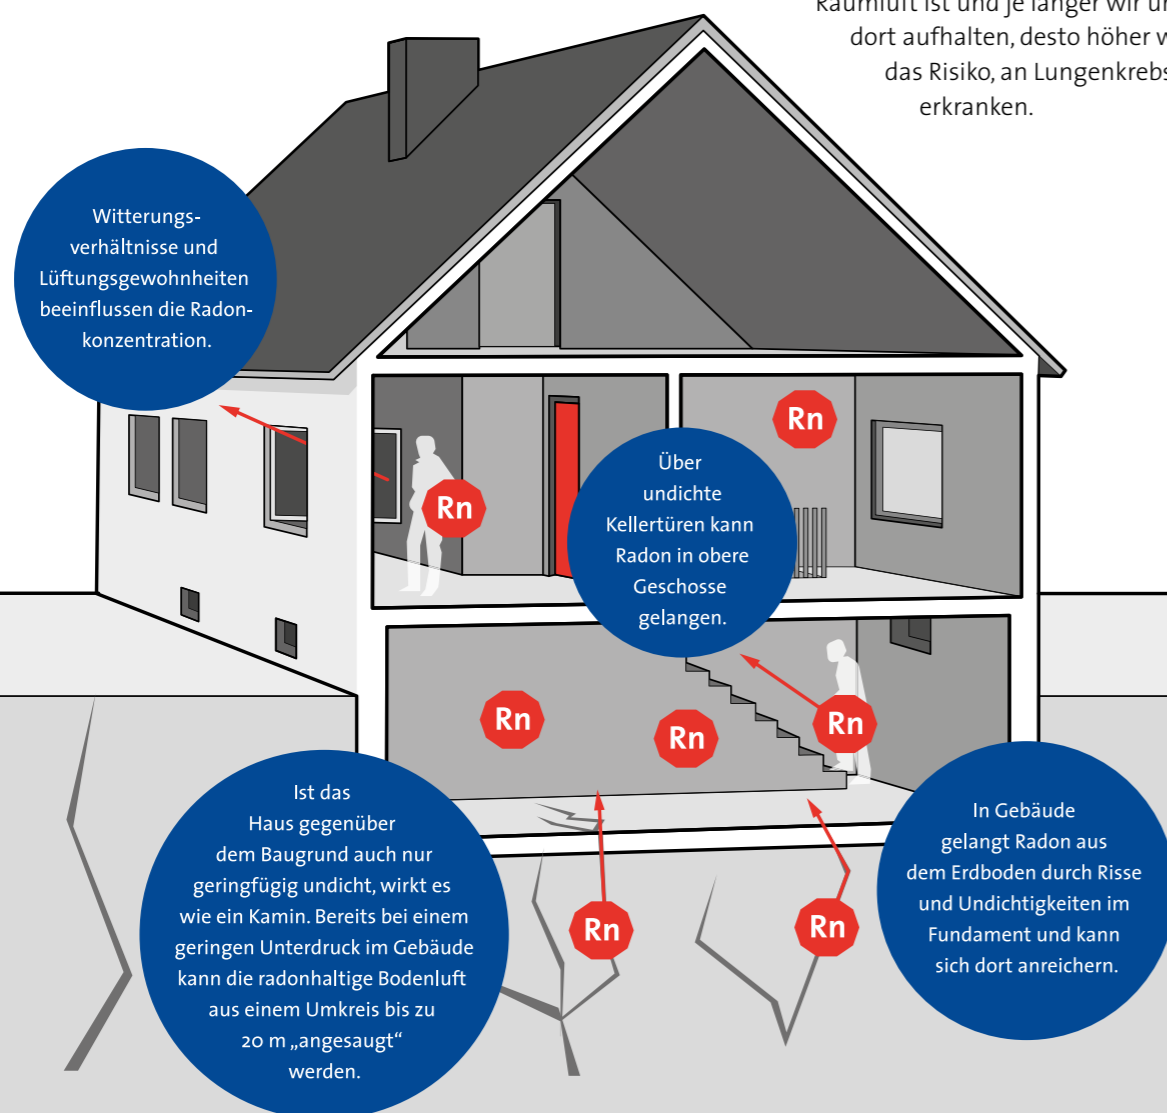 Raumluft ist und je länger wir
dort aufhalten, desto höher
das Risiko, an Lungenkrebs
erkranken.
Witterungs-
verhältnisse und
Lüftungsgewohnheiten
beeinflussen die Radon-
konzentration.
Rn
Rn
Über
undichte
Kellertüren kann
Radon in obere
Geschosse
gelangen.
Rn
Rn
Rn
Ist das
Haus gegenüber
dem Baugrund auch nur
geringfügig undicht, wirkt es
wie ein Kamin. Bereits bei einem
geringen Unterdruck im Gebäude
kann die radonhaltige Bodenluft
aus einem Umkreis bis zu
20 m „angesaugt“
werden.
In Gebäude
gelangt Radon aus
dem Erdboden durch Risse
und Undichtigkeiten im
Fundament und kann
sich dort anreichern.
Rn
Rn